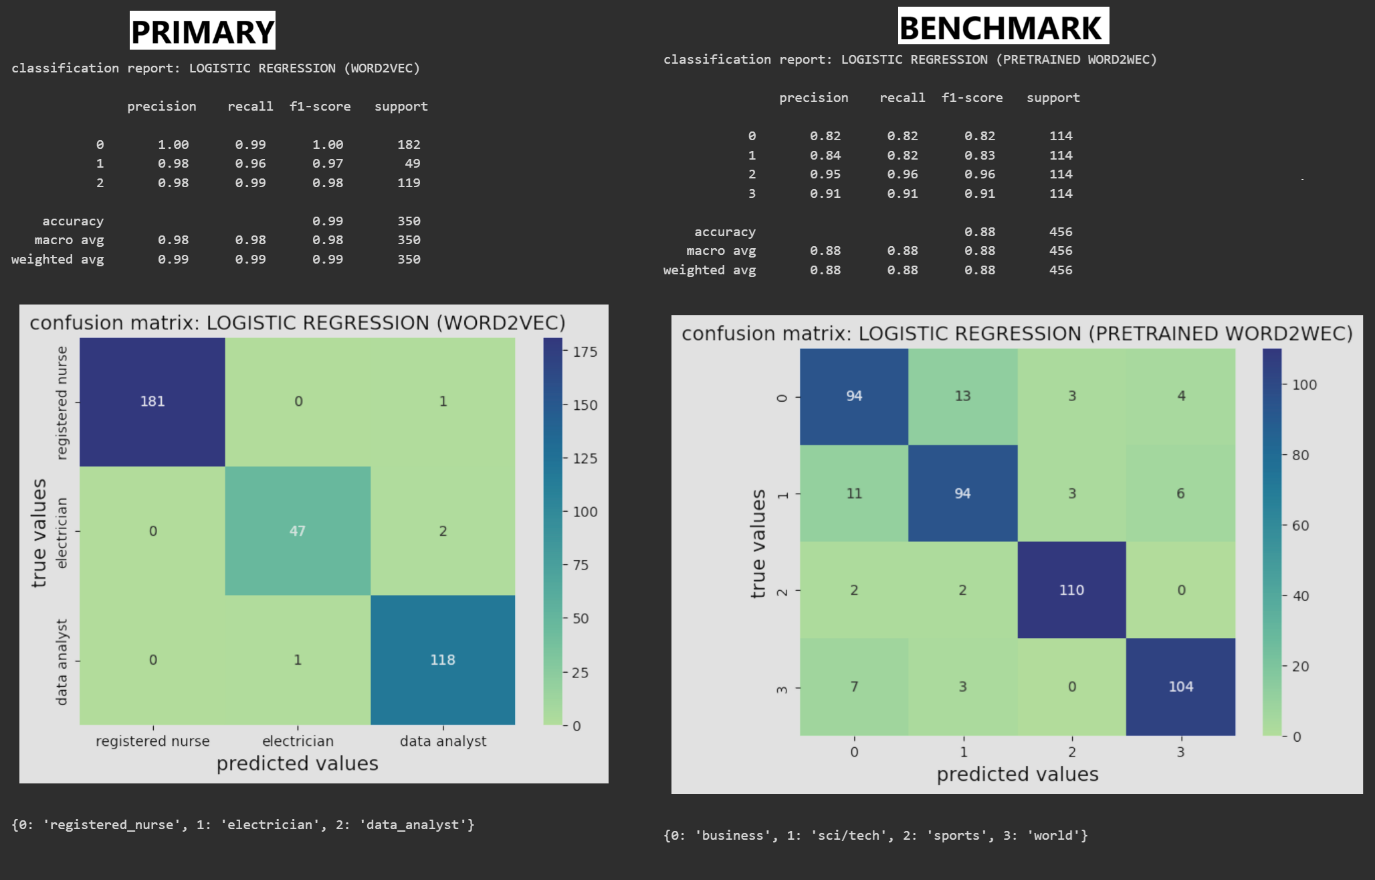 PRIMARY
classification report: LOGISTIC REGRESSION (WORD2VEC)
precision recall f1-score support
0 1.00 0.99 1.00 182
1 0.98 0.96 0.97 49
2 0.98 0.99 0.98 119
accuracy 0.99 350
macro avg 0.98 0.98 0.98 350
weighted avg 0.99 0.99 0.99 350
confusion matrix: LOGISTIC REGRESSION (WORD2VEC)
true values
registered nurse
electrician
data analyst
181 0 1
0 47 2
0 1 118
registered nurse electrician data analyst
predicted values
175
150
125
100
75
50
25
0
{0: 'registered_nurse', 1: 'electrician', 2: 'data_analyst'}
BENCHMARK
classification report: LOGISTIC REGRESSION (PRETRAINED WORD2WEC)
precision recall f1-score support
0 0.82 0.82 0.82 114
1 0.84 0.82 0.83 114
2 0.95 0.96 0.96 114
3 0.91 0.91 0.91 114
accuracy 0.88 456
macro avg 0.88 0.88 0.88 456
weighted avg 0.88 0.88 0.88 456
confusion matrix: LOGISTIC REGRESSION (PRETRAINED WORD2WEC)
true values
0 94 13 3 4
1 11 94 3 6
2 2 2 110 0
3 7 3 0 104
0 1 2 3
predicted values
100
80
60
40
20
0
{0: 'business', 1: 'sci/tech', 2: 'sports', 3: 'world'}